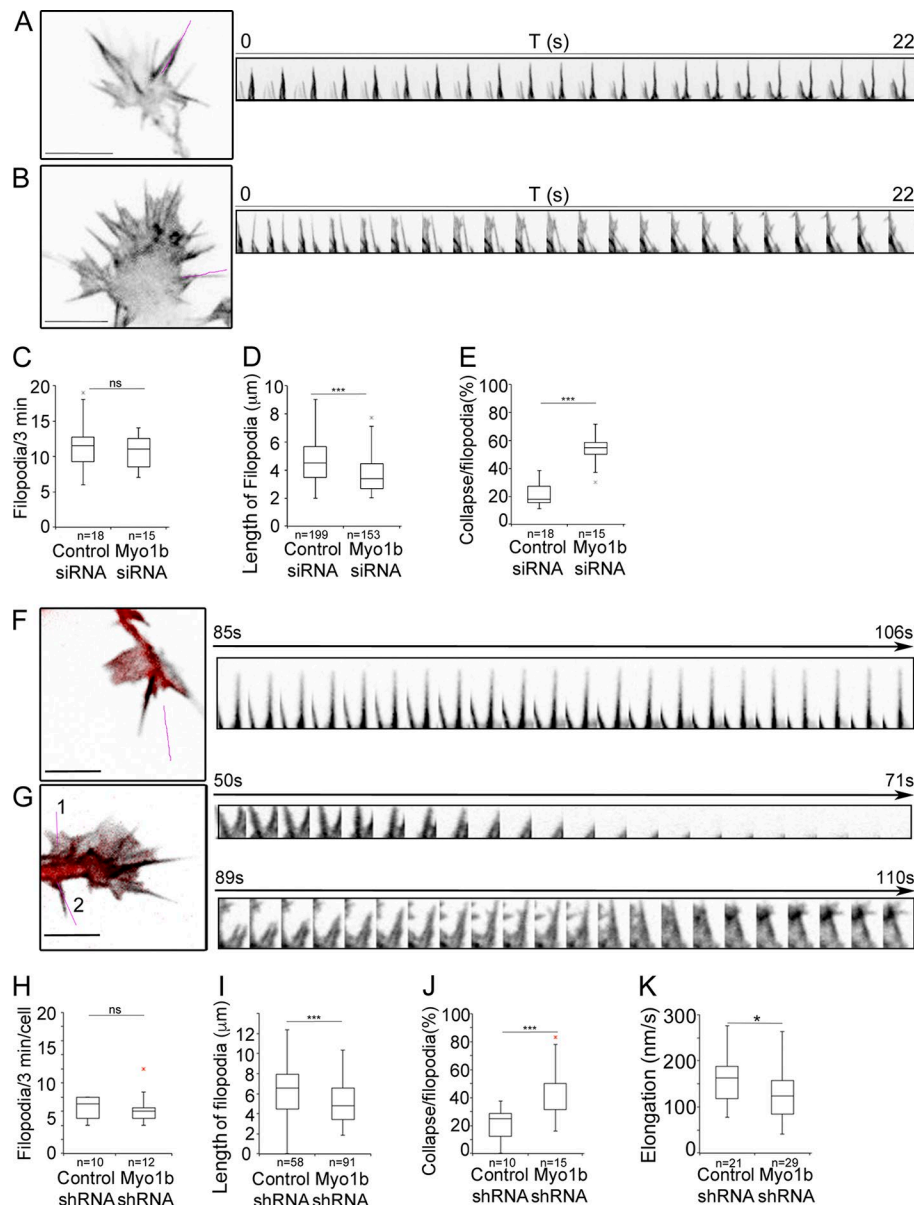 A
0 T (s) 22
B
0 T (s) 22
C
Filopodia/3 min
20
15
10
5
0
ns
n=18 n=15
Control Myo1b
siRNA siRNA
D
Length of Filopodia (μm)
10
8
6
4
2
0
***
n=199 n=153
Control Myo1b
siRNA siRNA
E
Collapse/filopodia(%)
100
80
60
40
20
0
***
n=18 n=15
Control Myo1b
siRNA siRNA
F
85s 106s
G
1
2
50s 71s
89s 110s
H
Filopodia/3 min/cell
20
15
10
5
0
ns
n=10 n=12
Control Myo1b
shRNA shRNA
I
Length of filopodia (μm)
12
10
8
6
4
2
0
***
n=58 n=91
Control Myo1b
shRNA shRNA
J
Collapse/filopodia(%)
100
80
60
40
20
0
***
n=10 n=15
Control Myo1b
shRNA shRNA
K
Elongation (nm/s)
300
200
100
0
*
n=21 n=29
Control Myo1b
shRNA shRNA